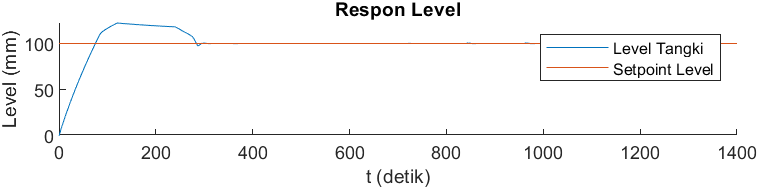 Respon Level
Level (mm)
100
50
0
Level Tangki
Setpoint Level
0 200 400 600 800 1000 1200 1400
t (detik)